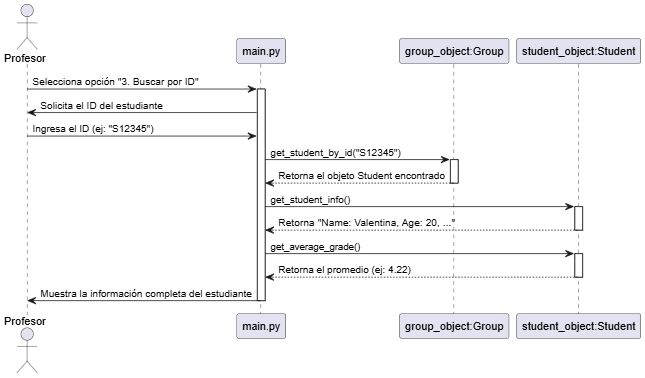 Profesor
main.py
group_object:Group
student_object:Student
Selecciona opción "3. Buscar por ID"
Solicita el ID del estudiante
Ingresa el ID (ej: "S12345")
get_student_by_id("S12345")
Retorna el objeto Student encontrado
get_student_info()
Retorna "Name: Valentina, Age: 20, ..."
get_average_grade()
Retorna el promedio (ej: 4.22)
Muestra la información completa del estudiante
Profesor
main.py
group_object:Group
student_object:Student